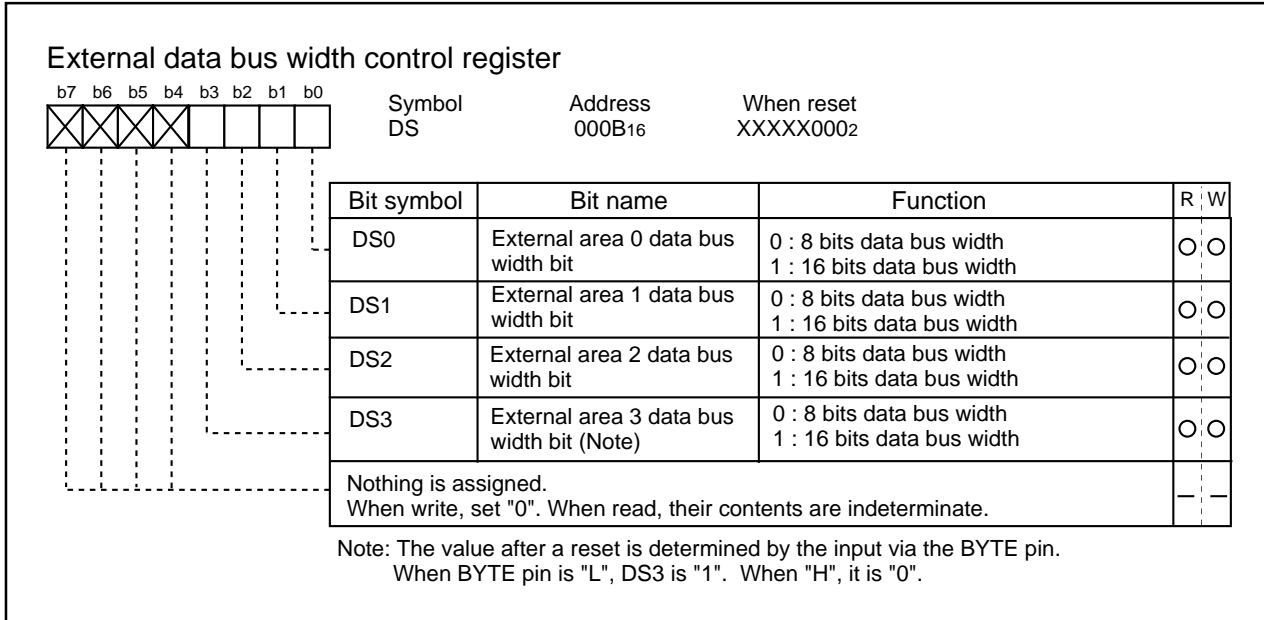 External data bus width control register
b7 b6 b5 b4 b3 b2 b1 b0
Symbol Address When reset
DS 000B16 XXXXX0002
Bit symbol Bit name Function R W
DS0 External area 0 data bus width bit 0 : 8 bits data bus width
1 : 16 bits data bus width
DS1 External area 1 data bus width bit 0 : 8 bits data bus width
1 : 16 bits data bus width
DS2 External area 2 data bus width bit 0 : 8 bits data bus width
1 : 16 bits data bus width
DS3 External area 3 data bus width bit (Note) 0 : 8 bits data bus width
1 : 16 bits data bus width
Nothing is assigned.
When write, set "0". When read, their contents are indeterminate.
Note: The value after a reset is determined by the input via the BYTE pin.
When BYTE pin is "L", DS3 is "1". When "H", it is "0".